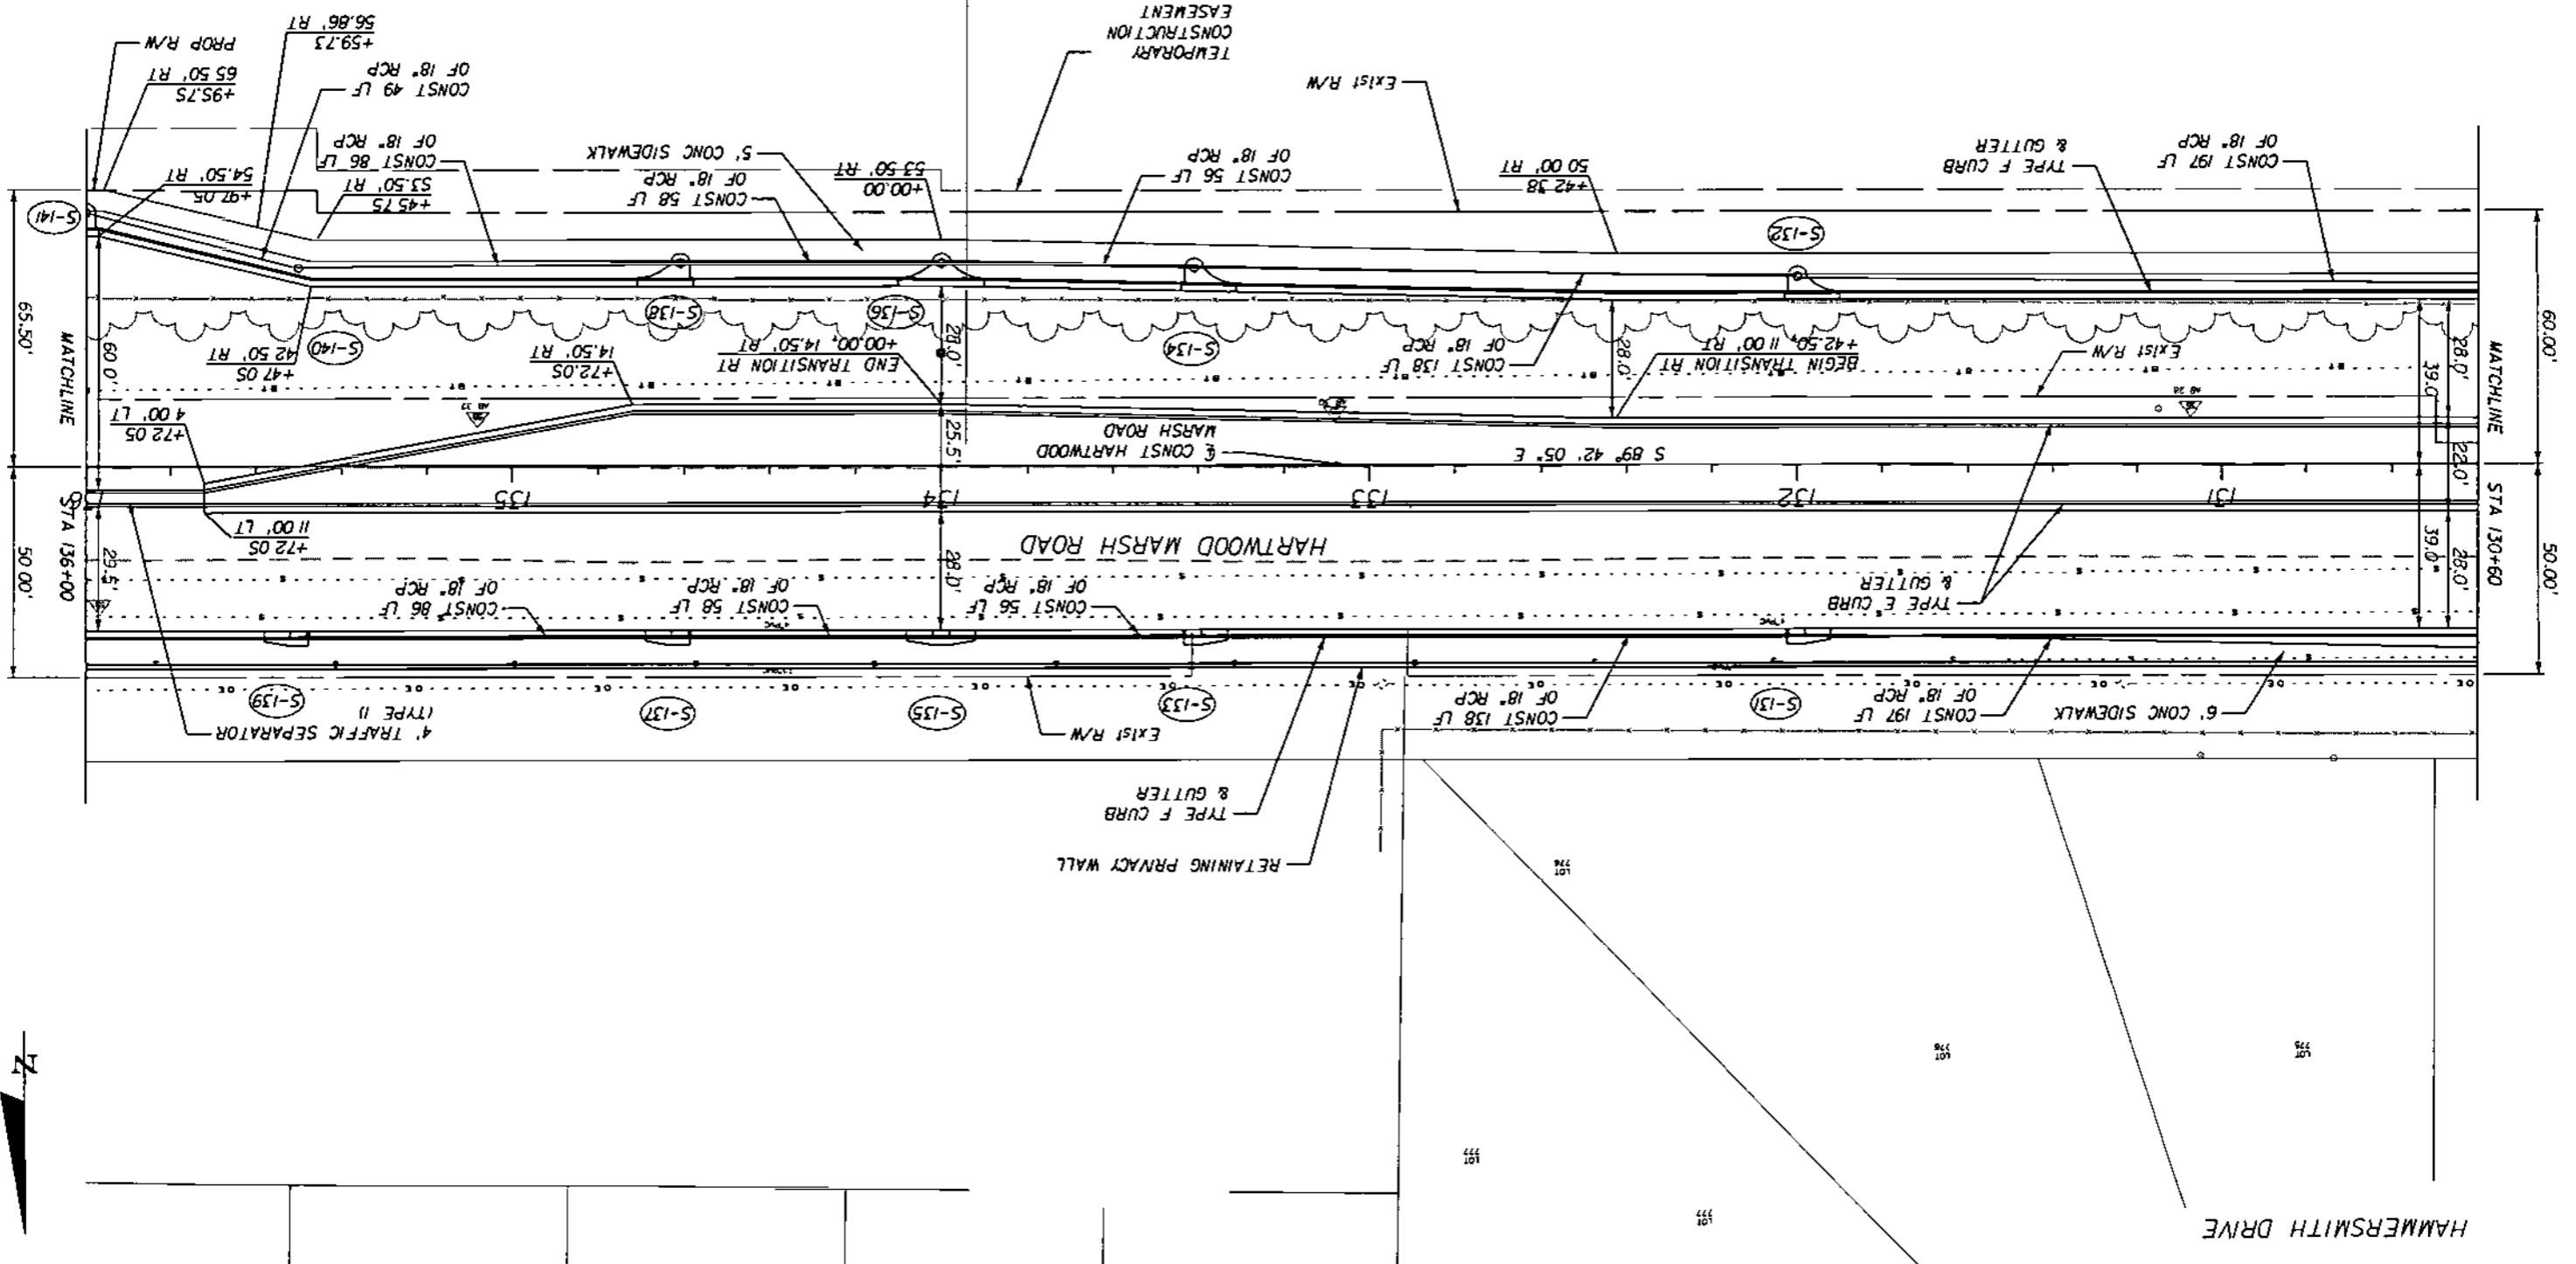 HAMMERSMITH DRIVE
LOT
777
LOT
777
LOT
775
LOT
776
LOT
774
N
RETAINING PRIVACY WALL
TYPE F CURB
& GUTTER
6' CONC SIDEWALK
CONST 197 LF
OF 18" RCP
S-131
CONST 138 LF
OF 18" RCP
Exist R/W
S-133
S-135
S-137
S-139
4' TRAFFIC SEPARATOR
(TYPE I)
50.00'
MATCHLINE
STA 130+60
28.0'
39.0'
TYPE E CURB
& GUTTER
CONST 56 LF
OF 18" RCP
CONST 58 LF
OF 18" RCP
CONST 86 LF
OF 18" RCP
28.0'
29.5'
50.00'
STA 136+00
HARTWOOD MARSH ROAD
+72.05
11.00' LT
131
132
133
134
135
22.0'
S 89° 42' 05" E
℄ CONST HARTWOOD
MARSH ROAD
25.5'
+72.05
4.00' LT
MATCHLINE
60.00'
28.0'
39.0'
Exist R/W
BEGIN TRANSITION RT
+42.50, 11.00' RT
28.0'
CONST 138 LF
OF 18" RCP
S-134
END TRANSITION RT
+00.00, 14.50' RT
28.0'
+72.05
14.50' RT
S-140
+47.05
42.50' RT
60.0'
65.50'
S-136
S-138
S-132
S-141
CONST 197 LF
OF 18" RCP
TYPE F CURB
& GUTTER
+42.38
50.00' RT
CONST 56 LF
OF 18" RCP
+00.00
53.50' RT
CONST 58 LF
OF 18" RCP
5' CONC SIDEWALK
+45.75
53.50' RT
CONST 86 LF
OF 18" RCP
+97.05
54.50' RT
Exist R/W
TEMPORARY
CONSTRUCTION
EASEMENT
CONST 49 LF
OF 18" RCP
+59.73
56.86' RT
+95.75
65.50' RT
PROP R/W